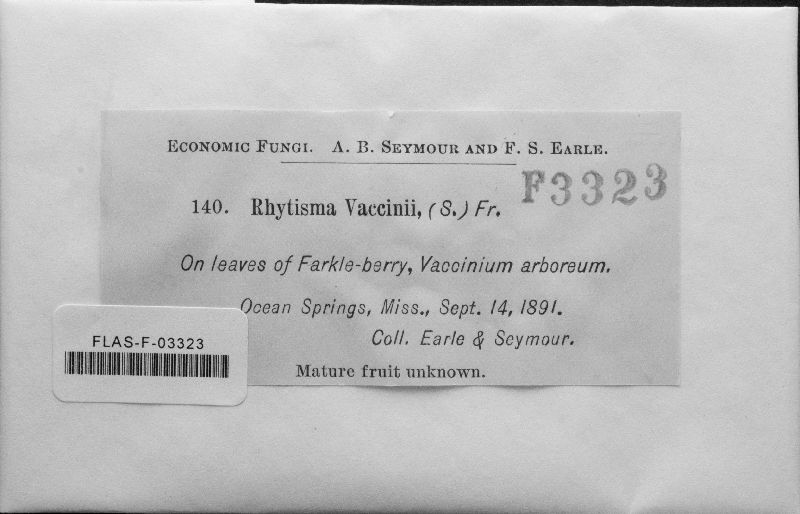 Economic Fungi. A. B. Seymour and F. S. Earle.
F3323
140. Rhytisma Vaccinii, (S.) Fr.
On leaves of Farkle-berry, Vaccinium arboreum.
Ocean Springs, Miss., Sept. 14, 1891.
Coll. Earle & Seymour.
Mature fruit unknown.
FLAS-F-03323